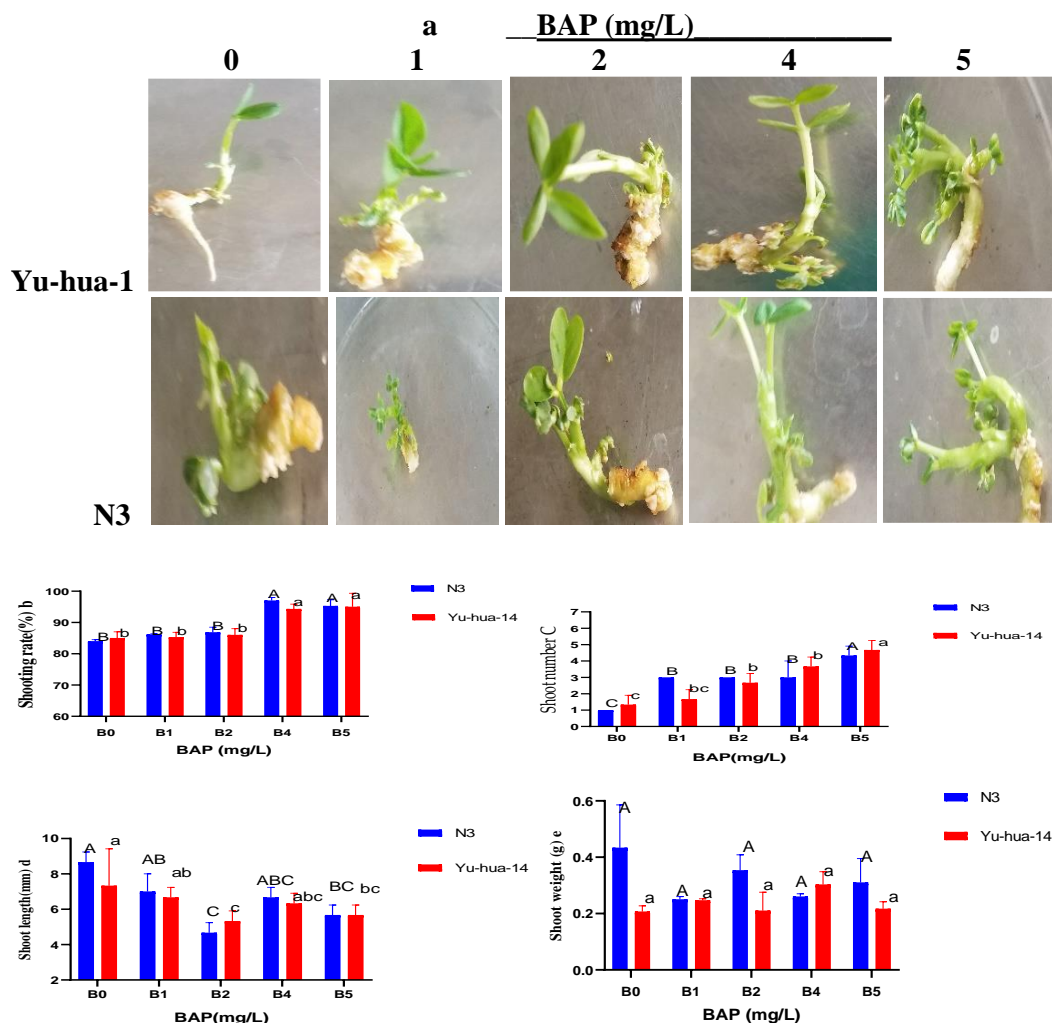 a BAP (mg/L)
0 1 2 4 5
Yu-hua-1
N3
Shooting rate(%) b
100
90
80
70
60
B B B A A
b b b a a
B0 B1 B2 B4 B5
BAP (mg/L)
N3
Yu-hua-14
Shoot number C
7
6
5
4
3
2
1
0
C B B B A
c bc b b a
B0 B1 B2 B4 B5
BAP(mg/L)
N3
Yu-hua-14
Shoot length(mm) d
10
8
6
4
2
A AB C ABC BC
a ab c abc bc
B0 B1 B2 B4 B5
BAP(mg/L)
N3
Yu-hua-14
Shoot weight (g) e
0.6
0.4
0.2
0.0
A A A A A
a a a a a
B0 B1 B2 B4 B5
BAP (mg/L)
N3
Yu-hua-14